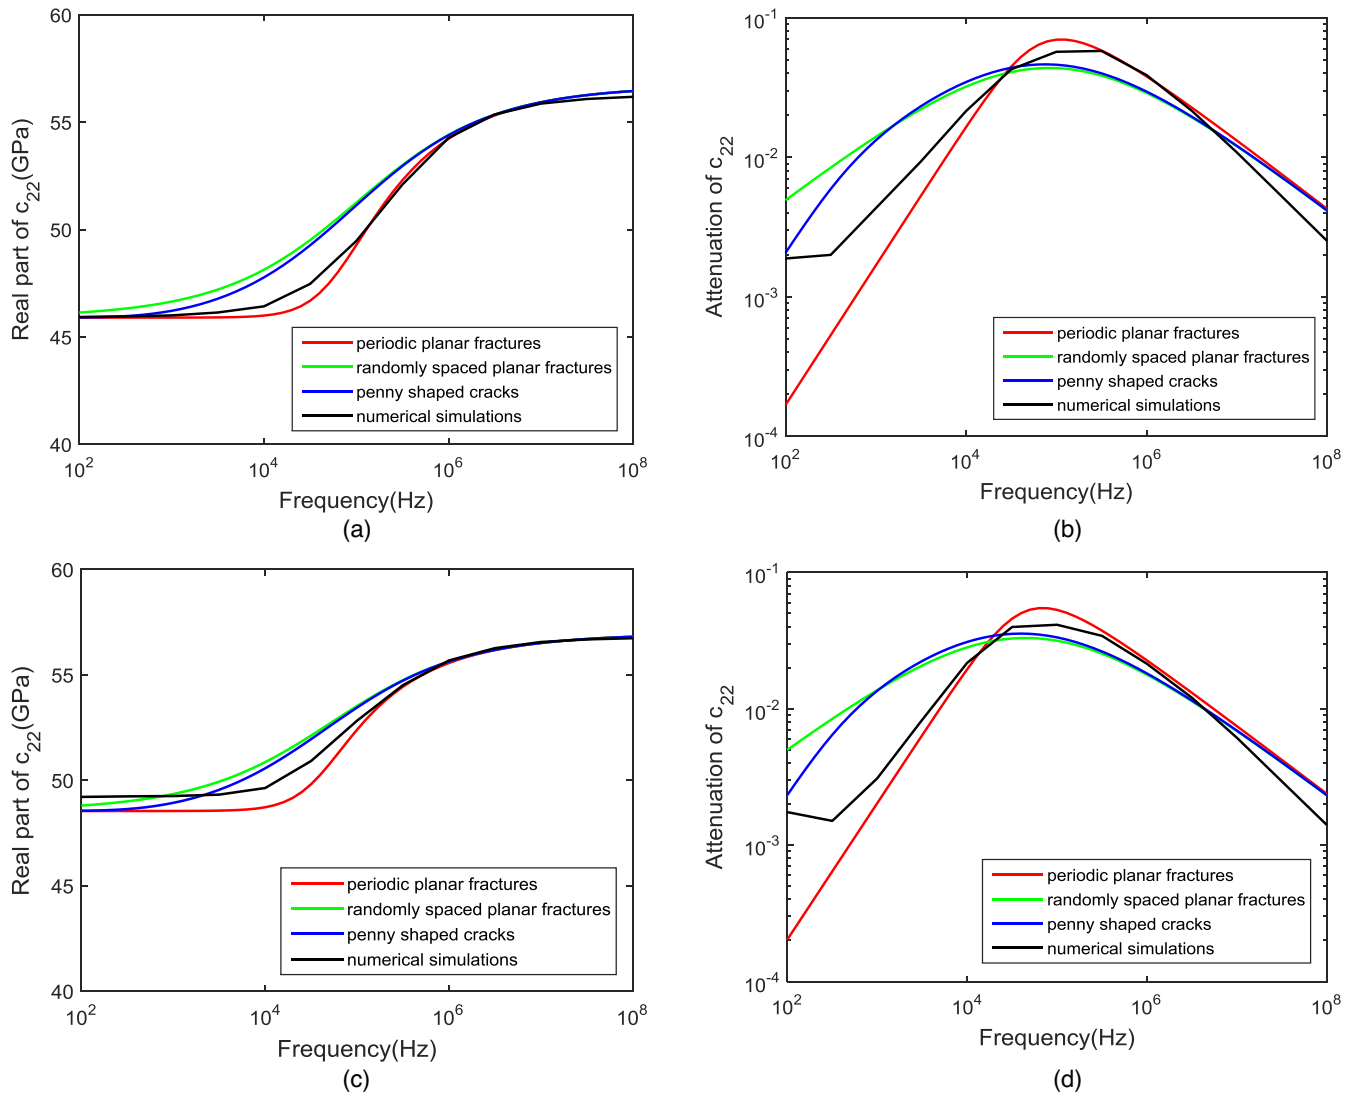 Real part of c22(GPa)
60
55
50
45
40
10^2
10^4
10^6
10^8
Frequency(Hz)
periodic planar fractures
randomly spaced planar fractures
penny shaped cracks
numerical simulations
(a)
Attenuation of c22
10^-1
10^-2
10^-3
10^-4
10^2
10^4
10^6
10^8
Frequency(Hz)
periodic planar fractures
randomly spaced planar fractures
penny shaped cracks
numerical simulations
(b)
Real part of c22(GPa)
60
55
50
45
40
10^2
10^4
10^6
10^8
Frequency(Hz)
periodic planar fractures
randomly spaced planar fractures
penny shaped cracks
numerical simulations
(c)
Attenuation of c22
10^-1
10^-2
10^-3
10^-4
10^2
10^4
10^6
10^8
Frequency(Hz)
periodic planar fractures
randomly spaced planar fractures
penny shaped cracks
numerical simulations
(d)